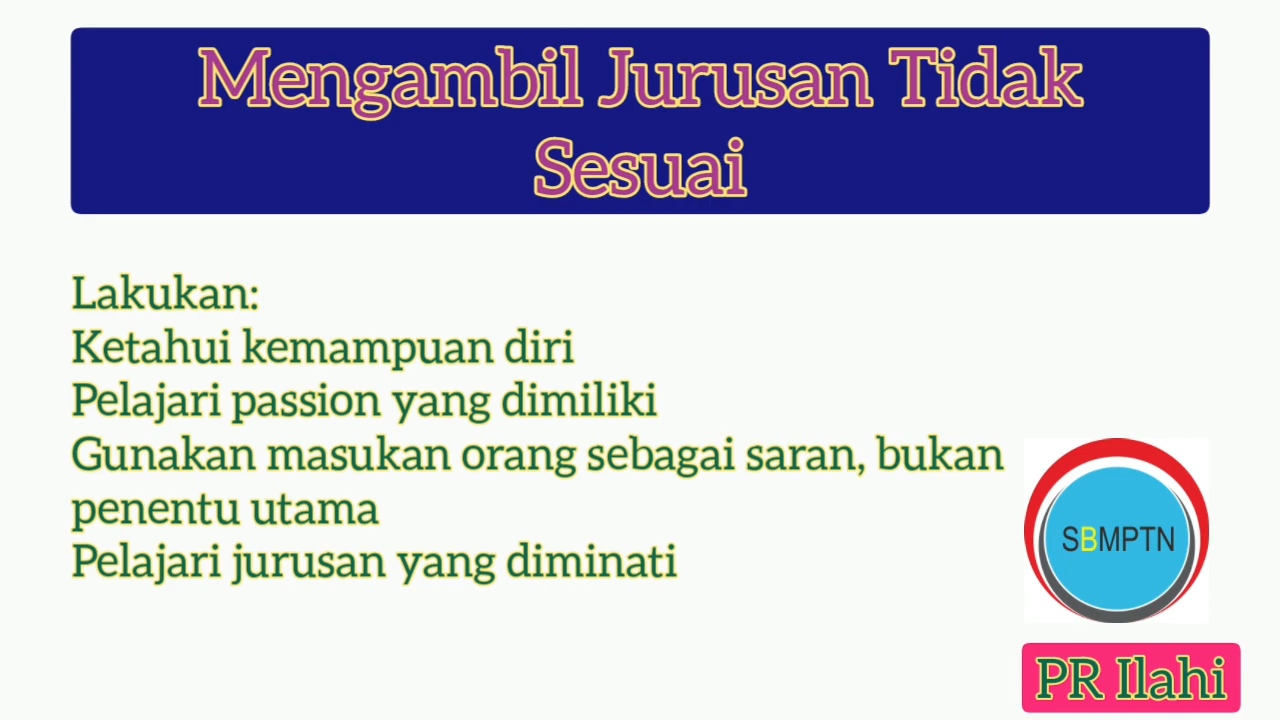 Mengambil Jurusan Tidak
Sesuai
Lakukan:
Ketahui kemampuan diri
Pelajari passion yang dimiliki
Gunakan masukan orang sebagai saran, bukan
penentu utama
Pelajari jurusan yang diminati
SBMPTN
PR Ilahi